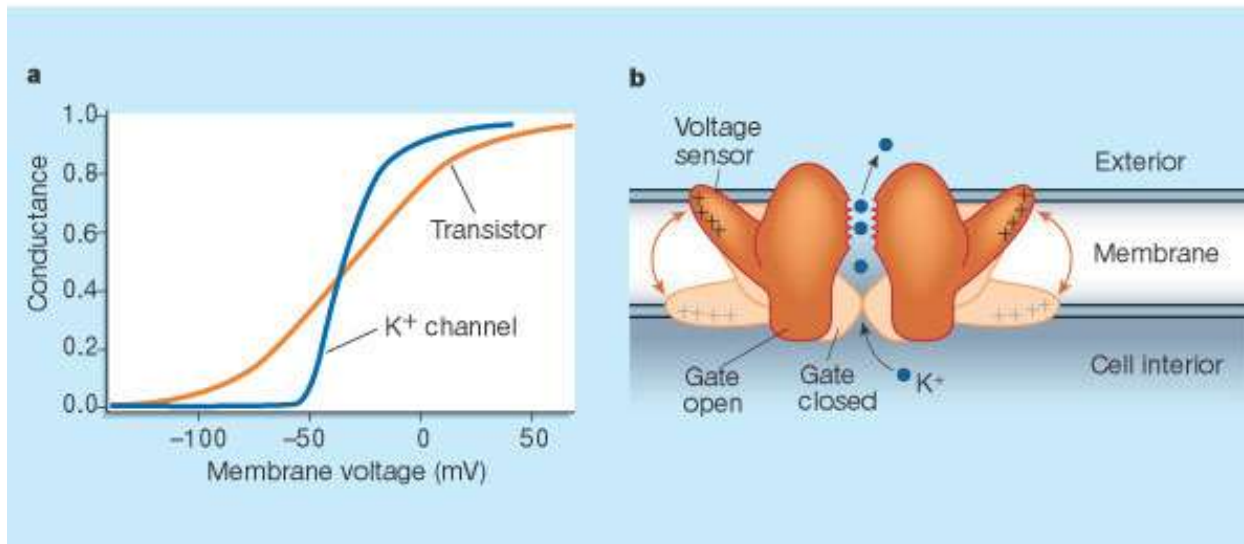 a
1.0
0.8
0.6
0.4
0.2
0.0
Conductance
Transistor
K+ channel
–100
–50
0
50
Membrane voltage (mV)
b
Voltage
sensor
Exterior
Membrane
Cell interior
Gate
open
Gate
closed
K+
+ + + +
+ + + +
+ + + +
+ + + +